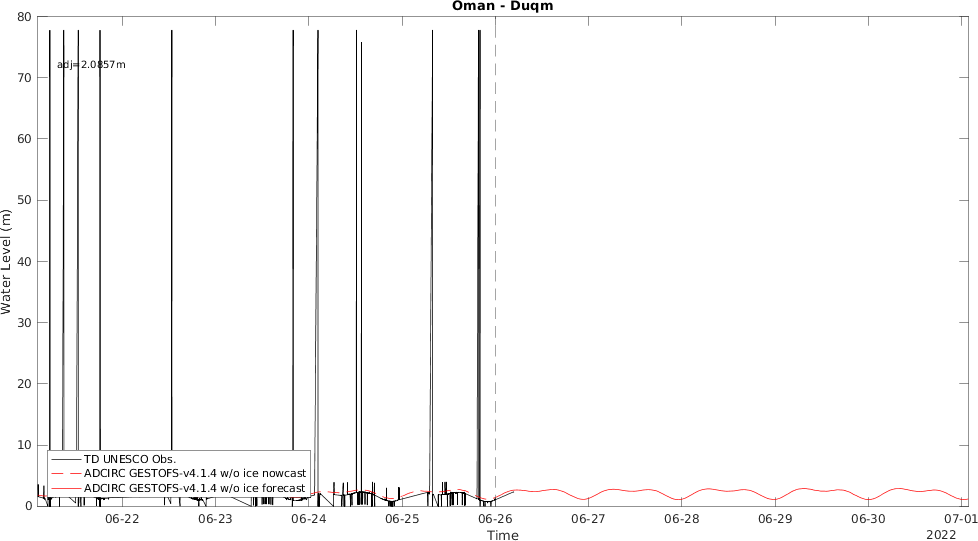 Oman - Duqm
80
70
60
50
40
30
20
10
0
Water Level (m)
adj=2.0857m
TD UNESCO Obs.
ADCIRC GESTOFS-v4.1.4 w/o ice nowcast
ADCIRC GESTOFS-v4.1.4 w/o ice forecast
06-22 06-23 06-24 06-25 06-26 06-27 06-28 06-29 06-30 07-01
Time
2022